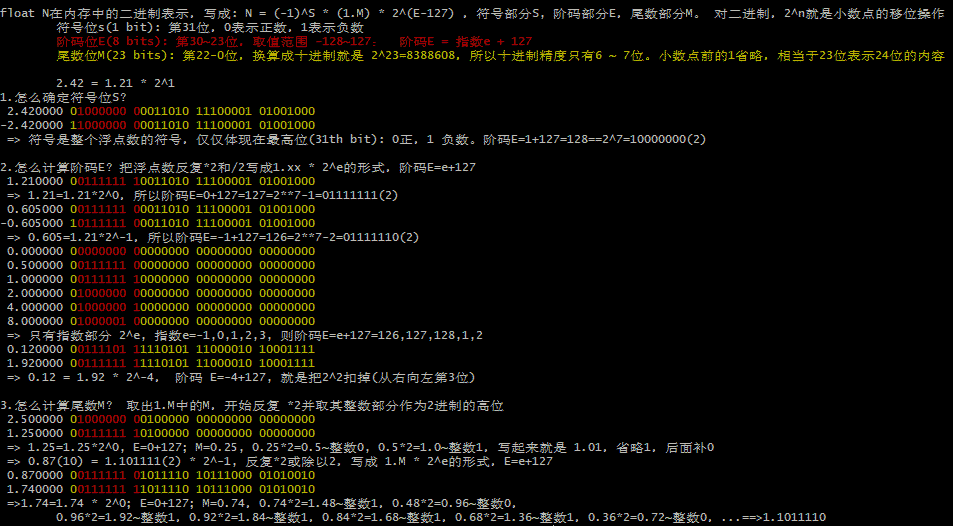 float N在内存中的二进制表示, 写成: N = (-1)^S * (1.M) * 2^(E-127) , 符号部分S, 阶码部分E, 尾数部分M。 对二进制, 2^n就是小数点的移位操作
符号位s(1 bit): 第31位, 0表示正数, 1表示负数
阶码位E(8 bits): 第30~23位, 取值范围 -128~127. 阶码E = 指数e + 127
尾数位M(23 bits): 第22-0位, 换算成十进制就是 2^23=8388608, 所以十进制精度只有6 ~ 7位。小数点前的1省略, 相当于23位表示24位的内容
2.42 = 1.21 * 2^1
1.怎么确定符号位S?
2.420000 01000000 00011010 11100001 01001000
-2.420000 11000000 00011010 11100001 01001000
=> 符号是整个浮点数的符号, 仅仅体现在最高位(31th bit): 0正, 1 负数。阶码E=1+127=128==2^7=10000000(2)
2.怎么计算阶码E? 把浮点数反复*2和/2写成1.xx * 2^e的形式, 阶码E=e+127
1.210000 00111111 10011010 11100001 01001000
=> 1.21=1.21*2^0, 所以阶码E=0+127=127=2**7-1=01111111(2)
0.605000 00111111 00011010 11100001 01001000
-0.605000 10111111 00011010 11100001 01001000
=> 0.605=1.21*2^-1, 所以阶码E=-1+127=126=2**7-2=01111110(2)
0.000000 00000000 00000000 00000000 00000000
0.500000 00111111 00000000 00000000 00000000
1.000000 00111111 10000000 00000000 00000000
2.000000 01000000 00000000 00000000 00000000
4.000000 01000000 10000000 00000000 00000000
8.000000 01000001 00000000 00000000 00000000
=> 只有指数部分 2^e, 指数e=-1,0,1,2,3, 则阶码E=e+127=126,127,128,1,2
0.120000 00111101 11110101 11000010 10001111
1.920000 00111111 11110101 11000010 10001111
=> 0.12 = 1.92 * 2^-4, 阶码 E=-4+127, 就是把2^2扣掉(从右向左第3位)
3.怎么计算尾数M? 取出1.M中的M, 开始反复 *2并取其整数部分作为2进制的高位
2.500000 01000000 00100000 00000000 00000000
1.250000 00111111 10100000 00000000 00000000
=> 1.25=1.25*2^0, E=0+127; M=0.25, 0.25*2=0.5~整数0, 0.5*2=1.0~整数1, 写起来就是 1.01, 省略1, 后面补0
=> 0.87(10) = 1.101111(2) * 2^-1, 反复*2或除以2, 写成 1.M * 2^e的形式, E=e+127
0.870000 00111111 01011110 10111000 01010010
1.740000 00111111 11011110 10111000 01010010
=>1.74=1.74 * 2^0; E=0+127; M=0.74, 0.74*2=1.48~整数1, 0.48*2=0.96~整数0,
0.96*2=1.92~整数1, 0.92*2=1.84~整数1, 0.84*2=1.68~整数1, 0.68*2=1.36~整数1, 0.36*2=0.72~整数0, ...==>1.1011110